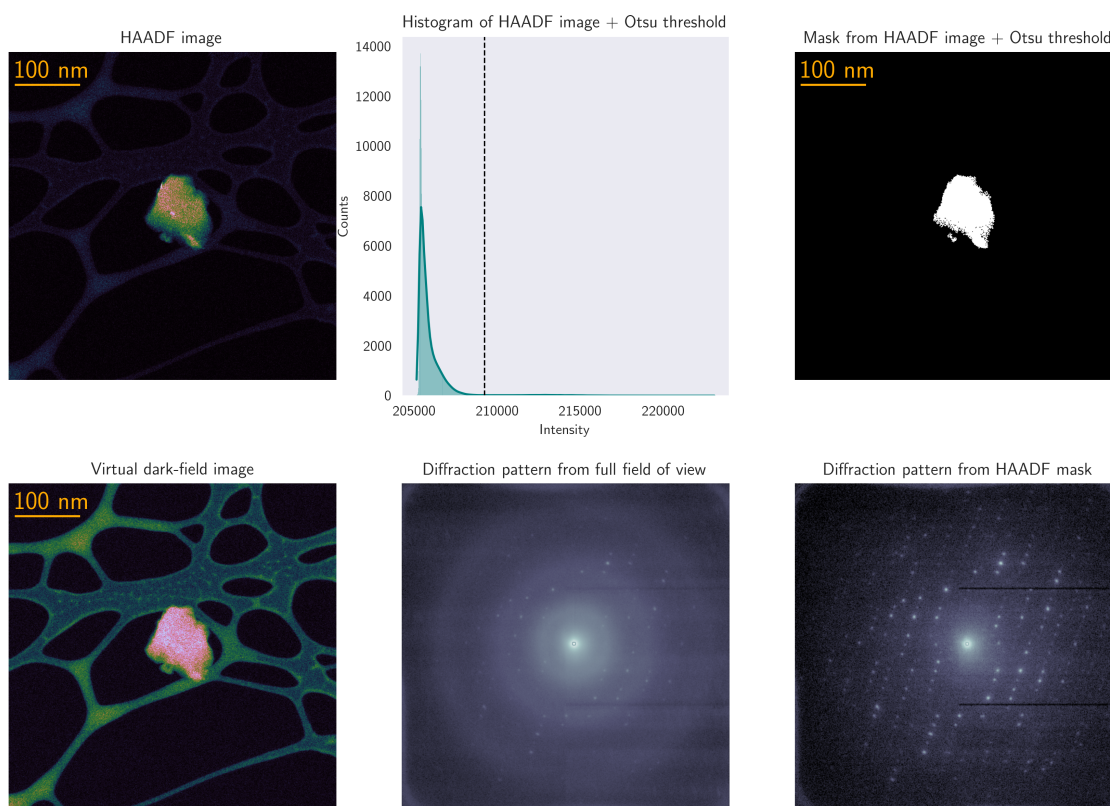 HAADF image
100 nm
Histogram of HAADF image + Otsu threshold
14000
12000
10000
8000
6000
4000
2000
0
Counts
205000 210000 215000 220000
Intensity
Mask from HAADF image + Otsu threshold
100 nm
Virtual dark-field image
100 nm
Diffraction pattern from full field of view
Diffraction pattern from HAADF mask